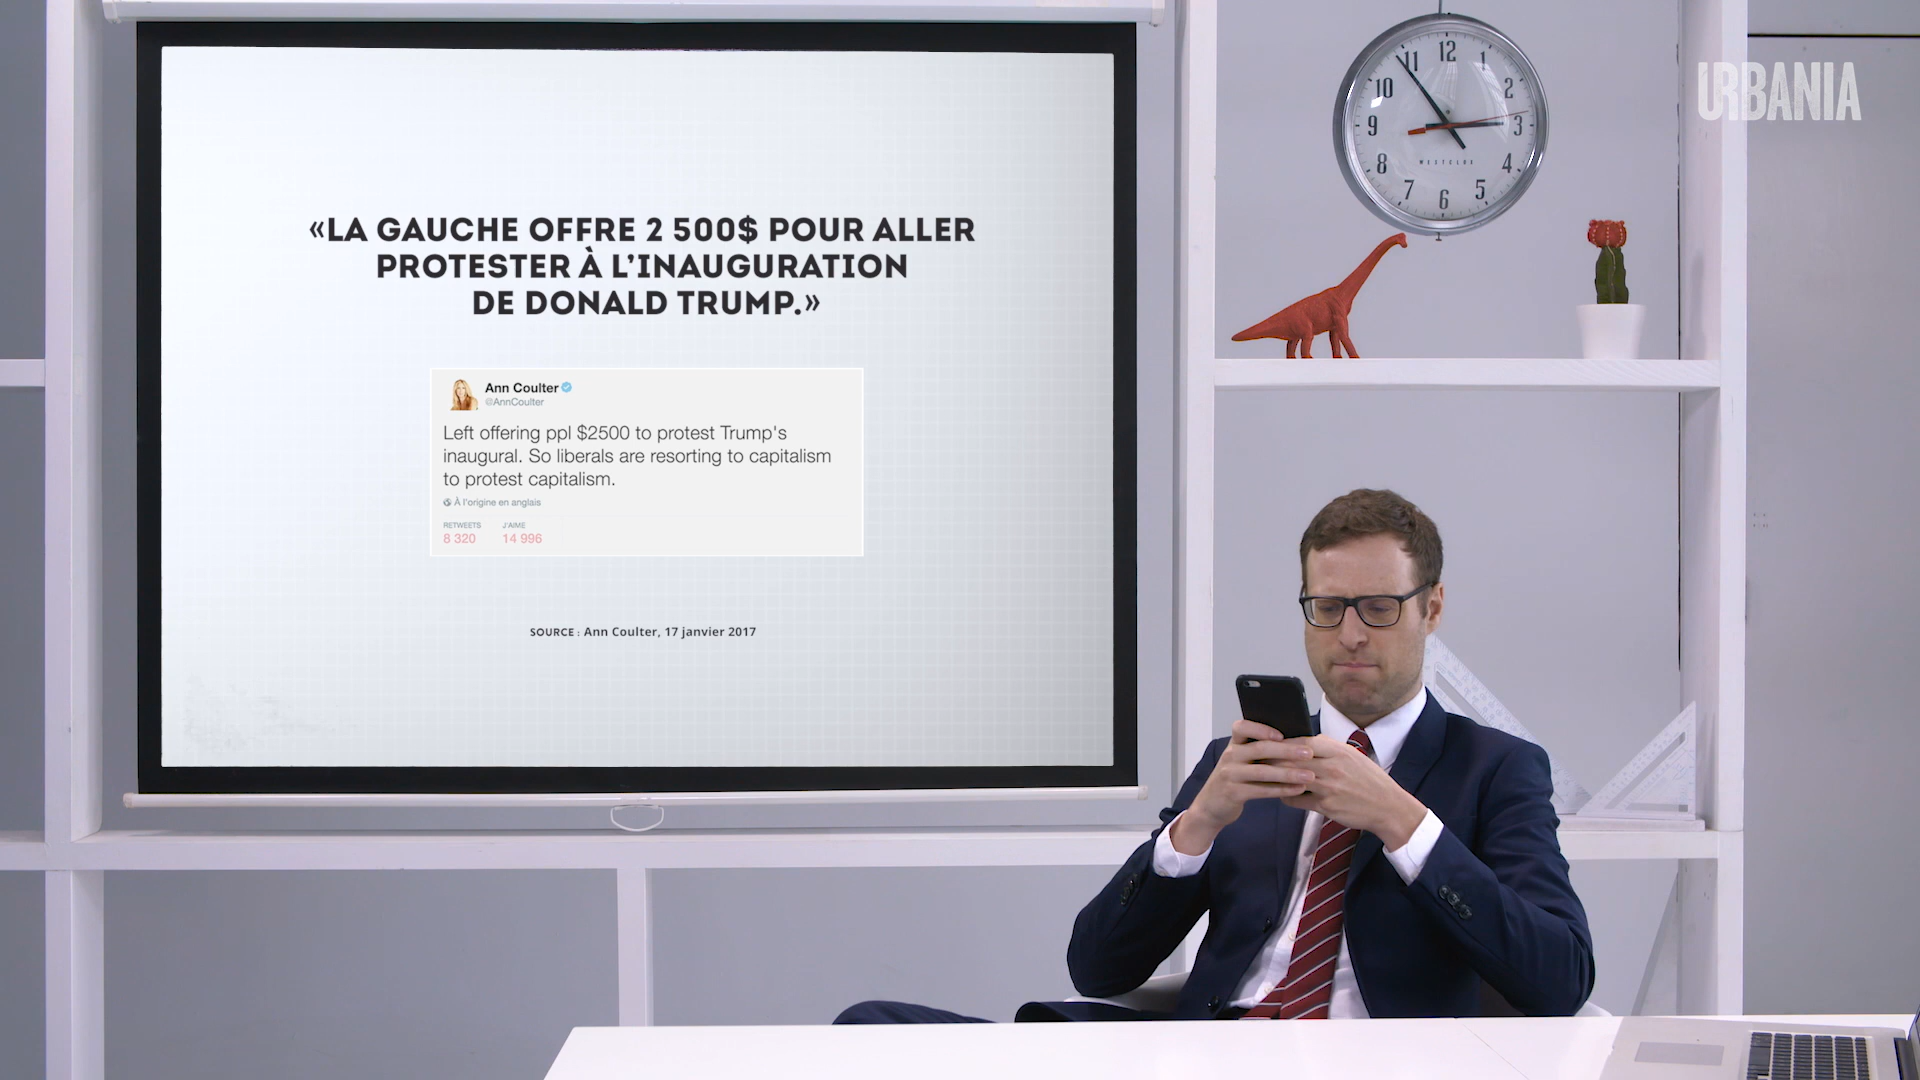 «LA GAUCHE OFFRE 2 500$ POUR ALLER
PROTESTER À L'INAUGURATION
DE DONALD TRUMP.»
Ann Coulter
@AnnCoulter
Left offering ppl $2500 to protest Trump's
inaugural. So liberals are resorting to capitalism
to protest capitalism.
À l'origine en anglais
RETWEETS J'AIME
8 320 14 996
SOURCE : Ann Coulter, 17 janvier 2017
12
1
2
3
4
5
6
7
8
9
10
11
WESTCLOX
URBANIA